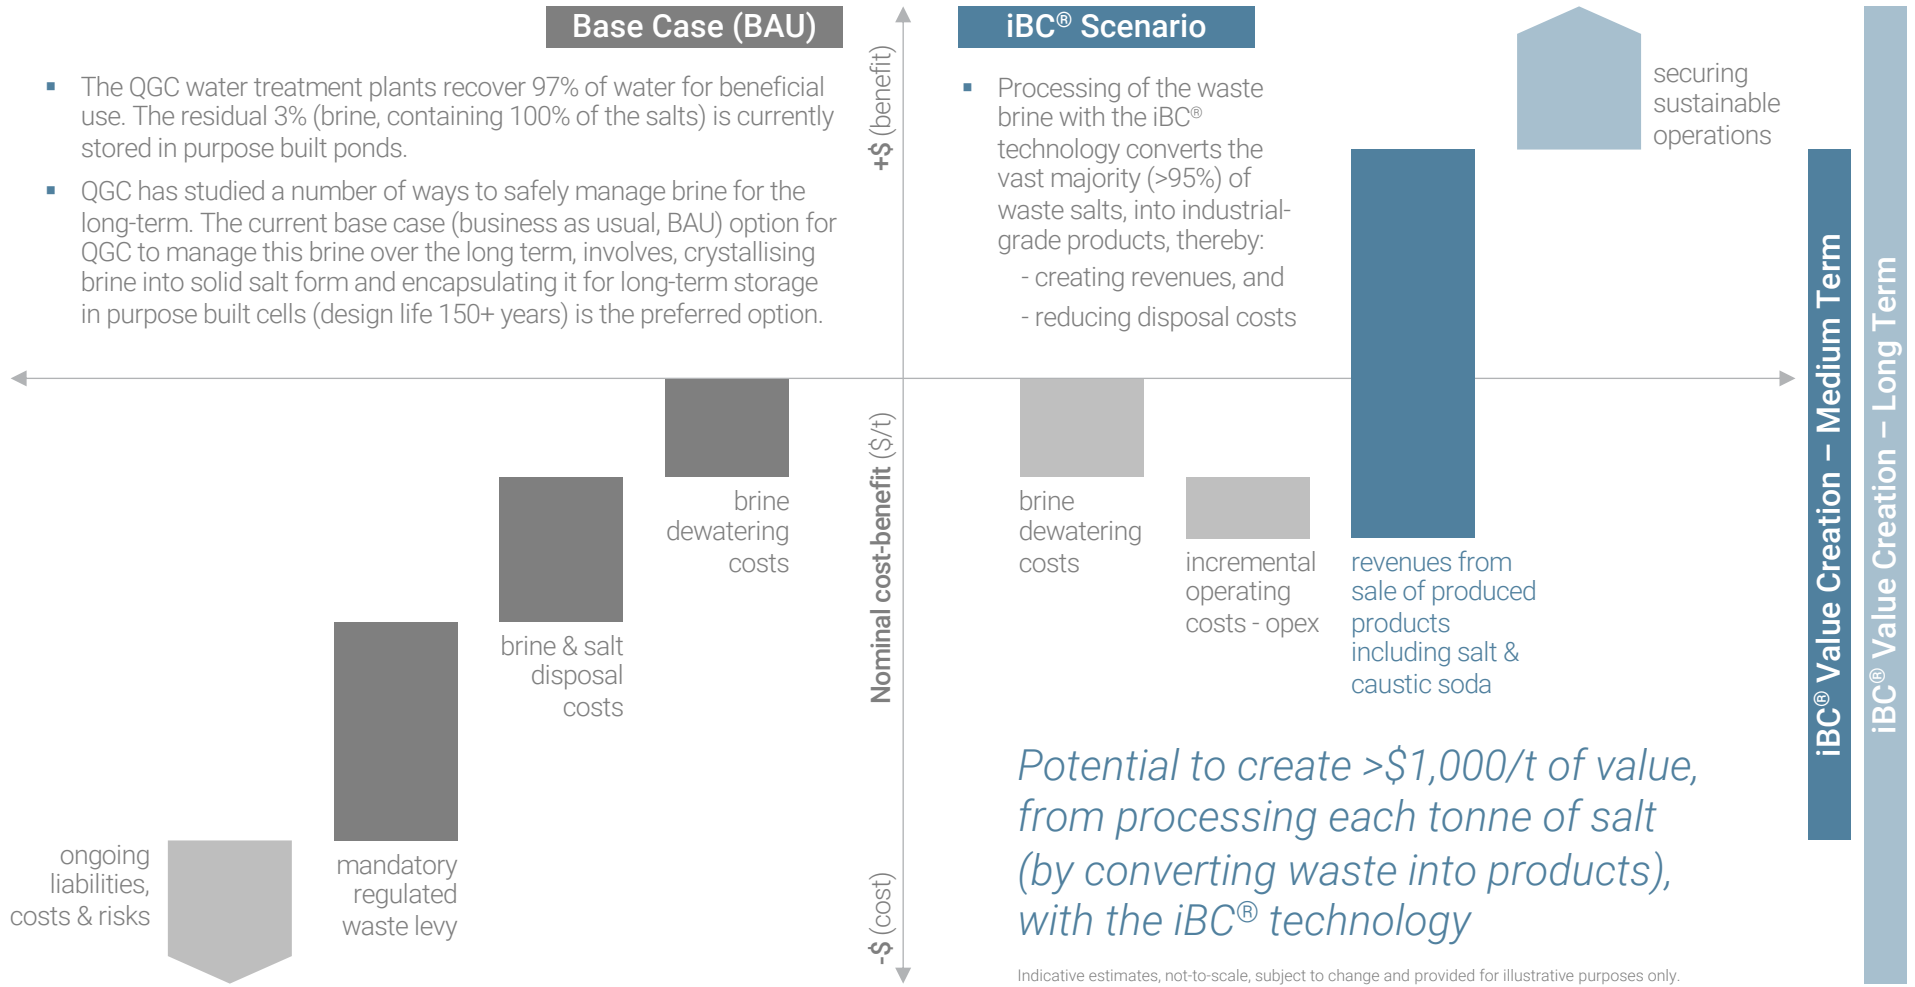 Base Case (BAU)
The QGC water treatment plants recover 97% of water for beneficial
use. The residual 3% (brine, containing 100% of the salts) is currently
stored in purpose built ponds.
QGC has studied a number of ways to safely manage brine for the
long-term. The current base case (business as usual, BAU) option for
QGC to manage this brine over the long term, involves, crystallising
brine into solid salt form and encapsulating it for long-term storage
in purpose built cells (design life 150+ years) is the preferred option.
+$ (benefit)
Nominal cost-benefit ($/t)
-$ (cost)
brine
dewatering
costs
brine & salt
disposal
costs
mandatory
regulated
waste levy
ongoing
liabilities,
costs & risks
iBC® Scenario
Processing of the waste
brine with the iBC®
technology converts the
vast majority (>95%) of
waste salts, into industrial-
grade products, thereby:
- creating revenues, and
- reducing disposal costs
brine
dewatering
costs
incremental
operating
costs - opex
revenues from
sale of produced
products
including salt &
caustic soda
securing
sustainable
operations
iBC® Value Creation – Medium Term
iBC® Value Creation – Long Term
Potential to create >$1,000/t of value,
from processing each tonne of salt
(by converting waste into products),
with the iBC® technology
Indicative estimates, not-to-scale, subject to change and provided for illustrative purposes only.